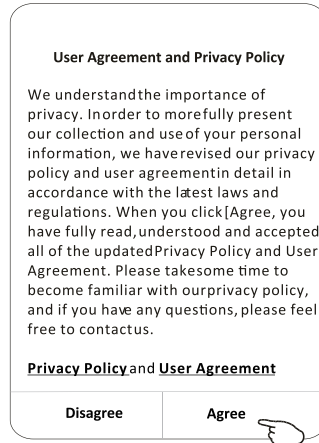 User Agreement and Privacy Policy
We understandthe importance of
privacy. Inorder to morefully present
our collection and useof your personal
information, we haverevised our privacy
policy and user agreementin detail in
accordance with the latest laws and
regulations. When you click[Agree, you
have fully read,understood and accepted
all of the updatedPrivacy Policy and User
Agreement. Please takesome time to
become familiar with ourprivacy policy,
and if you have any questions, please feel
free to contactus.
Privacy Policy and User Agreement
Disagree Agree